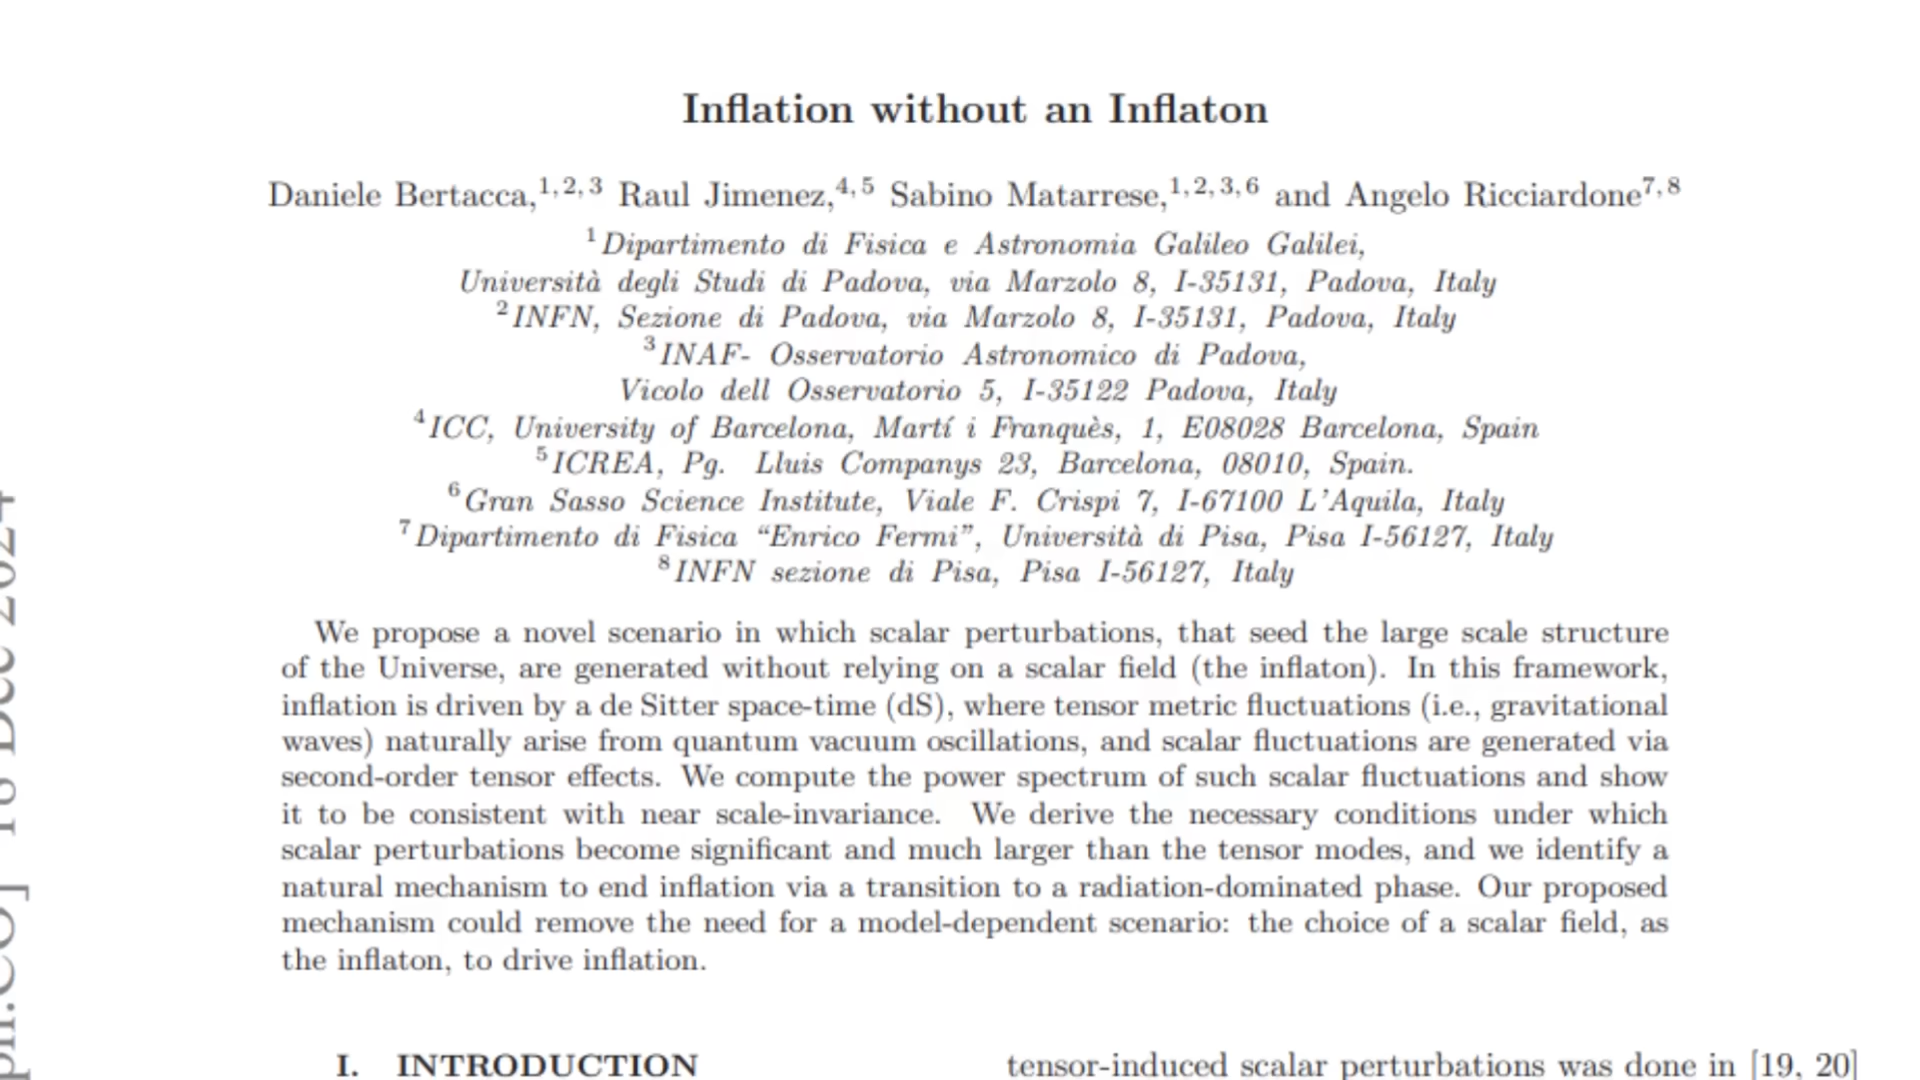 Inflation without an Inflaton
Daniele Bertacca,1, 2, 3 Raul Jimenez,4, 5 Sabino Matarrese,1, 2, 3, 6 and Angelo Ricciardone7, 8
1Dipartimento di Fisica e Astronomia Galileo Galilei,
Università degli Studi di Padova, via Marzolo 8, I-35131, Padova, Italy
2INFN, Sezione di Padova, via Marzolo 8, I-35131, Padova, Italy
3INAF- Osservatorio Astronomico di Padova,
Vicolo dell Osservatorio 5, I-35122 Padova, Italy
4ICC, University of Barcelona, Martí i Franquès, 1, E08028 Barcelona, Spain
5ICREA, Pg. Lluis Companys 23, Barcelona, 08010, Spain.
6Gran Sasso Science Institute, Viale F. Crispi 7, I-67100 L'Aquila, Italy
7Dipartimento di Fisica “Enrico Fermi”, Università di Pisa, Pisa I-56127, Italy
8INFN sezione di Pisa, Pisa I-56127, Italy
We propose a novel scenario in which scalar perturbations, that seed the large scale structure
of the Universe, are generated without relying on a scalar field (the inflaton). In this framework,
inflation is driven by a de Sitter space-time (dS), where tensor metric fluctuations (i.e., gravitational
waves) naturally arise from quantum vacuum oscillations, and scalar fluctuations are generated via
second-order tensor effects. We compute the power spectrum of such scalar fluctuations and show
it to be consistent with near scale-invariance. We derive the necessary conditions under which
scalar perturbations become significant and much larger than the tensor modes, and we identify a
natural mechanism to end inflation via a transition to a radiation-dominated phase. Our proposed
mechanism could remove the need for a model-dependent scenario: the choice of a scalar field, as
the inflaton, to drive inflation.
I. INTRODUCTION
tensor-induced scalar perturbations was done in [19, 20]